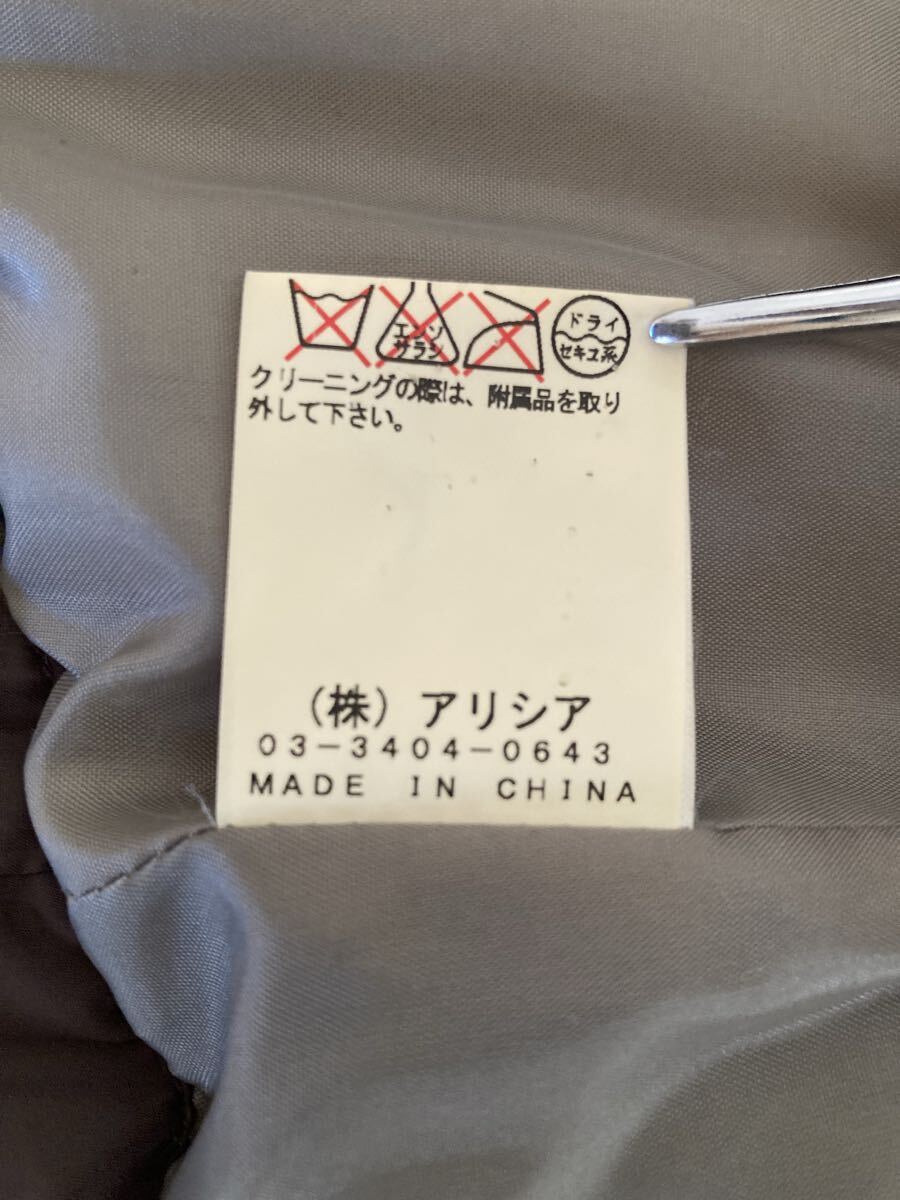 エンソ
サラシ
ドライ
セキユ系
クリーニングの際は、附属品を取り
外して下さい。
（株）アリシア
03-3404-0643
MADE IN CHINA